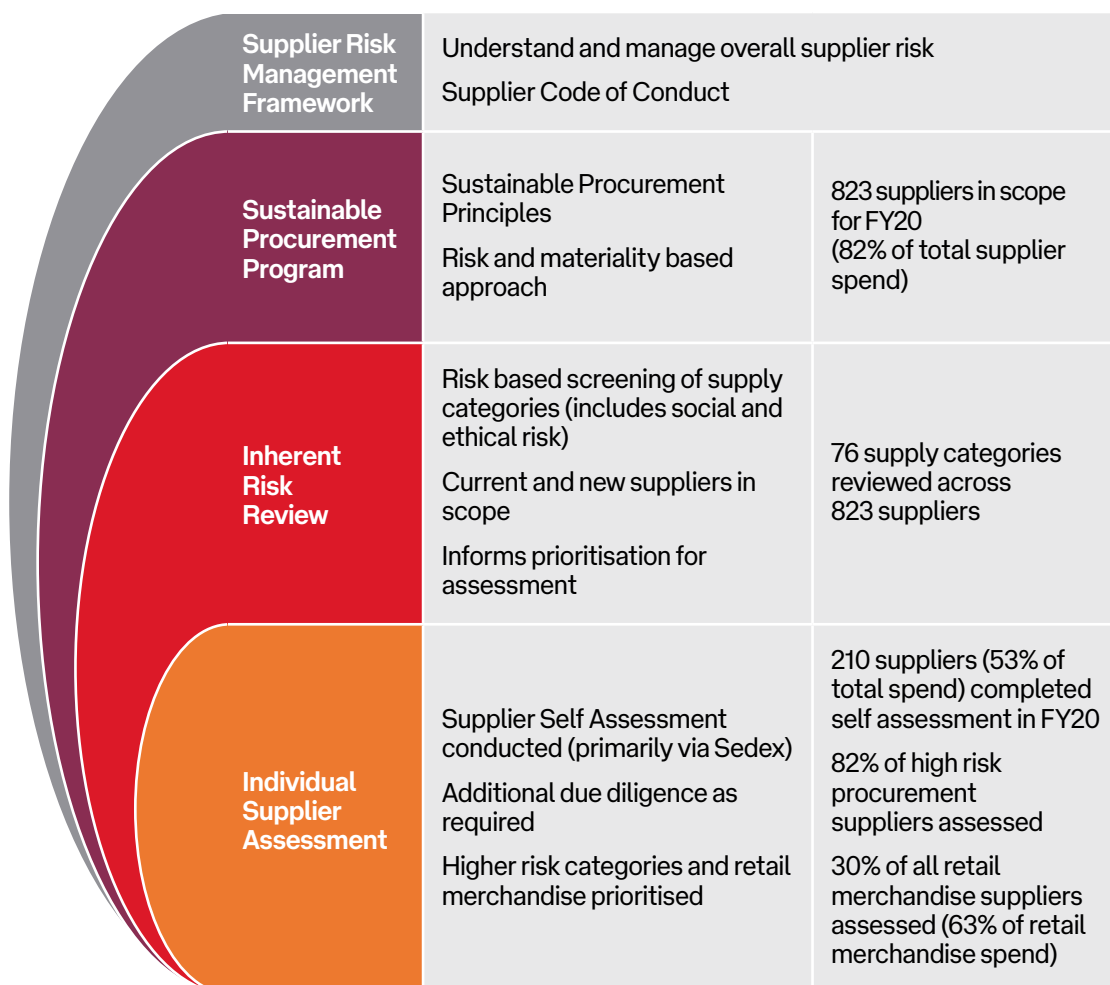 Supplier Risk
Management
Framework
Understand and manage overall supplier risk
Supplier Code of Conduct
Sustainable
Procurement
Program
Sustainable Procurement
Principles
Risk and materiality based
approach
823 suppliers in scope
for FY20
(82% of total supplier
spend)
Inherent
Risk
Review
Risk based screening of supply
categories (includes social and
ethical risk)
Current and new suppliers in
scope
Informs prioritisation for
assessment
76 supply categories
reviewed across
823 suppliers
Individual
Supplier
Assessment
Supplier Self Assessment
conducted (primarily via Sedex)
Additional due diligence as
required
Higher risk categories and retail
merchandise prioritised
210 suppliers (53% of
total spend) completed
self assessment in FY20
82% of high risk
procurement
suppliers assessed
30% of all retail
merchandise suppliers
assessed (63% of retail
merchandise spend)